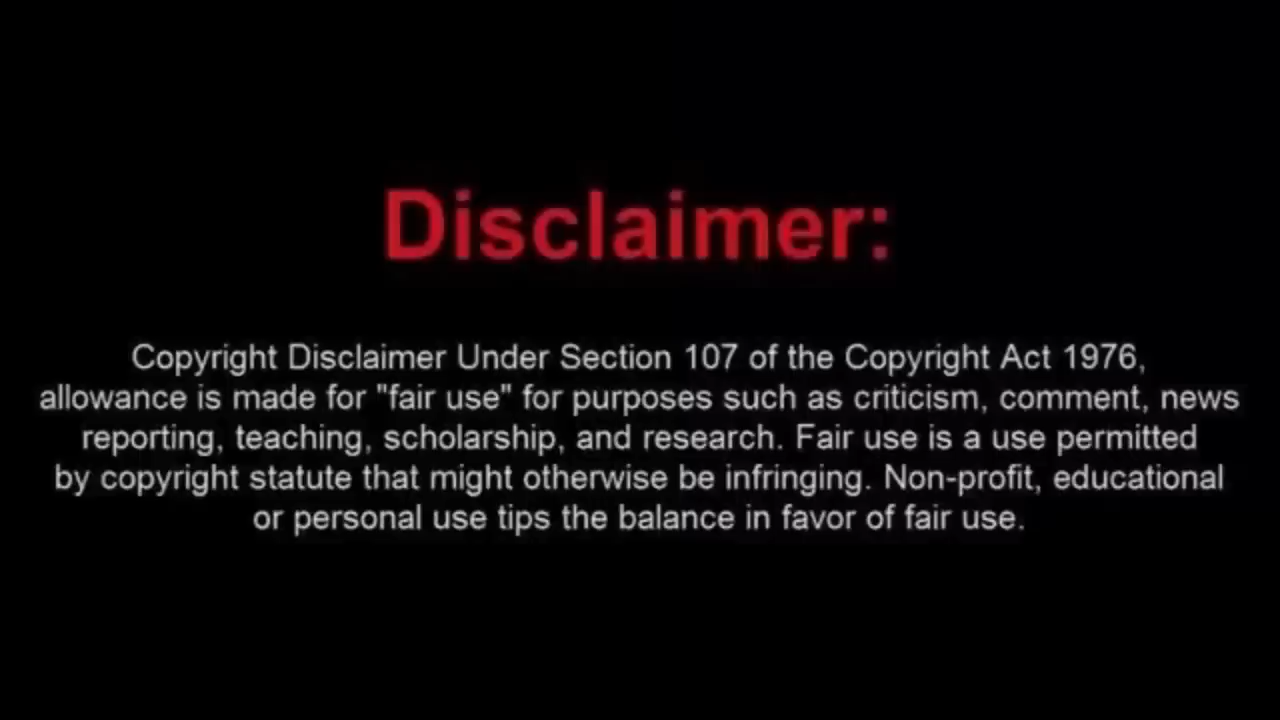 Disclaimer:
Copyright Disclaimer Under Section 107 of the Copyright Act 1976,
allowance is made for "fair use" for purposes such as criticism, comment, news
reporting, teaching, scholarship, and research. Fair use is a use permitted
by copyright statute that might otherwise be infringing. Non-profit, educational
or personal use tips the balance in favor of fair use.